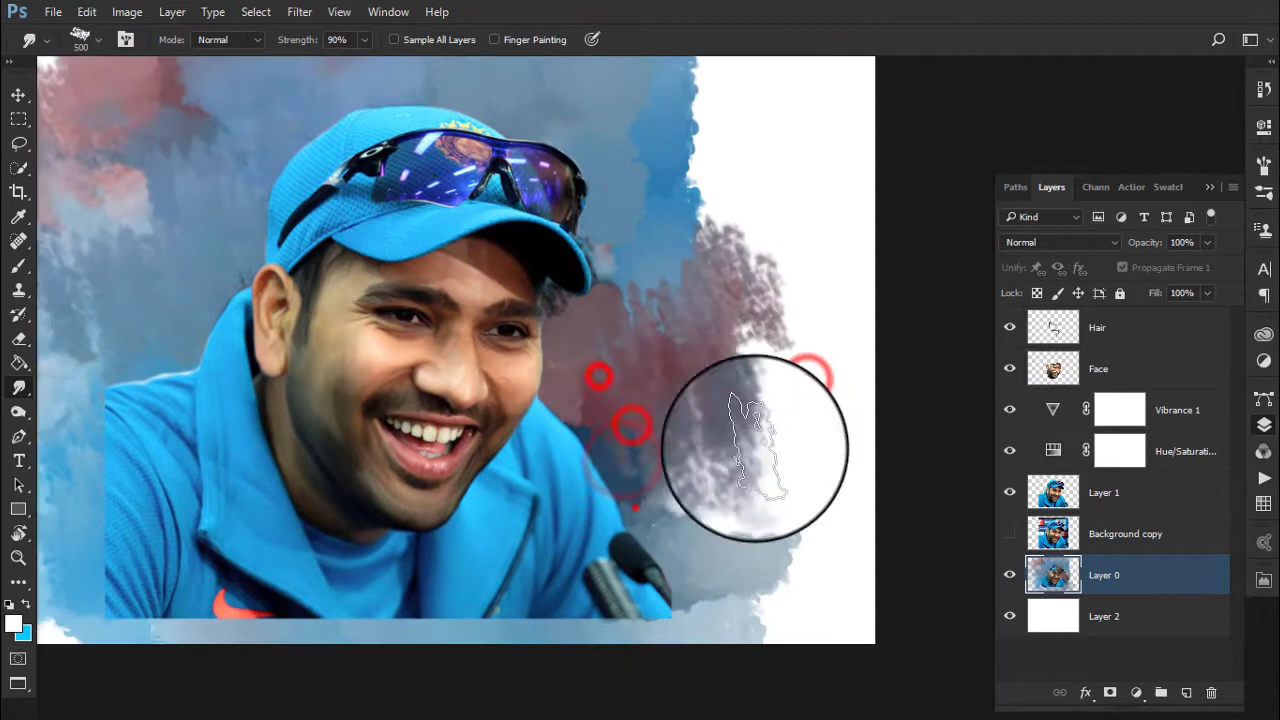 Ps File Edit Image Layer Type Select Filter 3D View Window Help
500 Mode: Normal Strength: 90% Sample All Layers Finger Painting
Paths Layers Chann Action Swatcl
Kind
Normal Opacity: 100%
Unify: Propagate Frame 1
Lock: Fill: 100%
Hair
Face
Vibrance 1
Hue/Saturati...
Layer 1
Background copy
Layer 0
Layer 2
fx